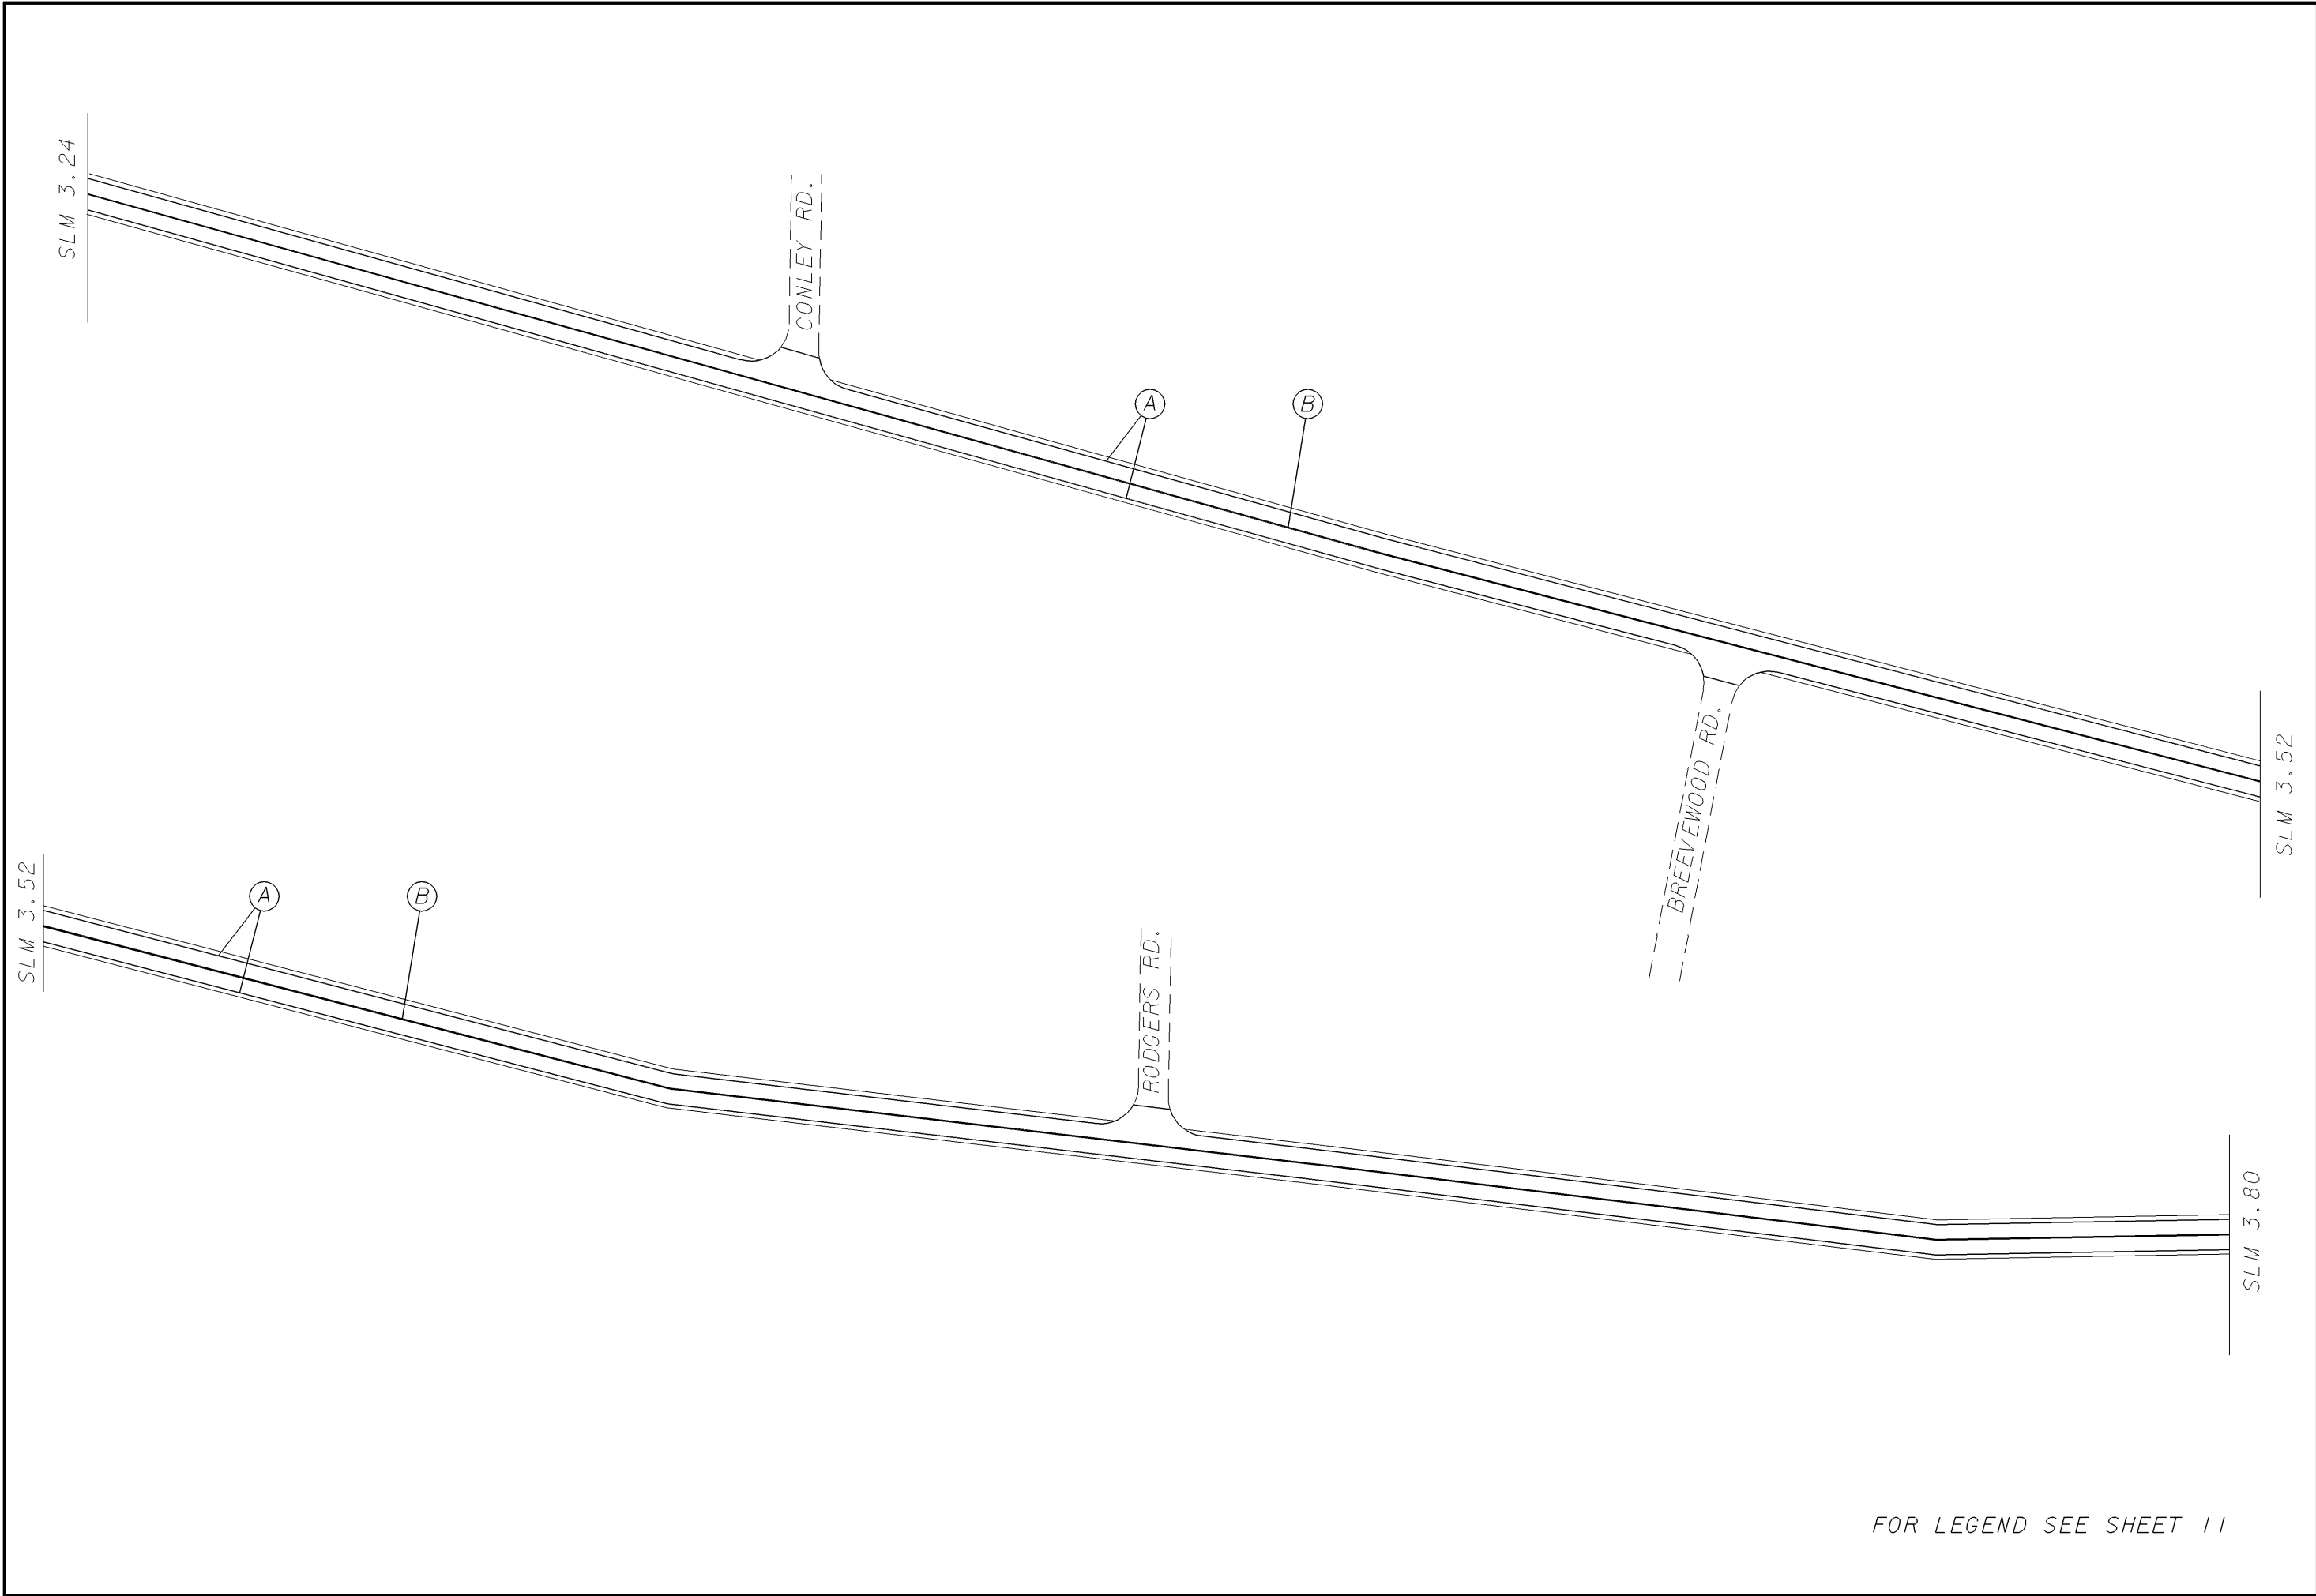 SLM 3.24
CONLEY RD.
A
B
BREEVEWOOD RD.
SLM 3.52
SLM 3.52
A
B
RODGERS RD.
SLM 3.80
FOR LEGEND SEE SHEET 11